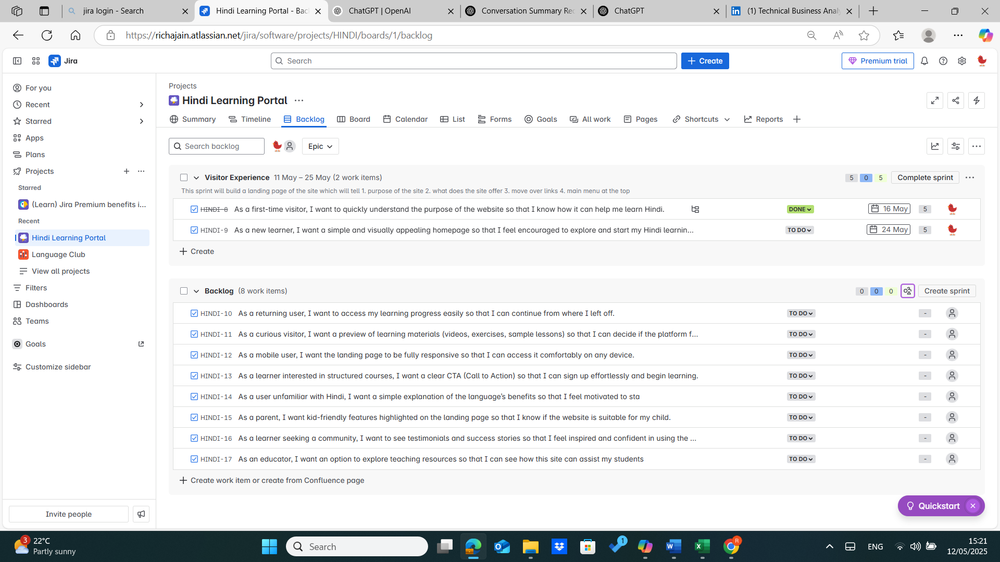 jira login - Search
Hindi Learning Portal - Bac
ChatGPT | OpenAI
Conversation Summary Rec
ChatGPT
(1) Technical Business Analy
https://richajain.atlassian.net/jira/software/projects/HINDI/boards/1/backlog
Jira
Search
Create
Premium trial
For you
Recent
Starred
Apps
Plans
Projects
Starred
(Learn) Jira Premium benefits i...
Recent
Hindi Learning Portal
Language Club
View all projects
Filters
Dashboards
Teams
Goals
Customize sidebar
Invite people
Projects
Hindi Learning Portal
Summary Timeline Backlog Board Calendar List Forms Goals All work Pages Shortcuts Reports
Search backlog
Epic
Visitor Experience 11 May – 25 May (2 work items) 5 0 5 Complete sprint
This sprint will build a landing page of the site which will tell 1. purpose of the site 2. what does the site offer 3. move over links 4. main menu at the top
HINDI-8 As a first-time visitor, I want to quickly understand the purpose of the website so that I know how it can help me learn Hindi. DONE 16 May 5
HINDI-9 As a new learner, I want a simple and visually appealing homepage so that I feel encouraged to explore and start my Hindi learnin... TO DO 24 May 5
Create
Backlog (8 work items) 0 0 0 Create sprint
HINDI-10 As a returning user, I want to access my learning progress easily so that I can continue from where I left off. TO DO -
HINDI-11 As a curious visitor, I want a preview of learning materials (videos, exercises, sample lessons) so that I can decide if the platform f... TO DO -
HINDI-12 As a mobile user, I want the landing page to be fully responsive so that I can access it comfortably on any device. TO DO -
HINDI-13 As a learner interested in structured courses, I want a clear CTA (Call to Action) so that I can sign up effortlessly and begin learning. TO DO -
HINDI-14 As a user unfamiliar with Hindi, I want a simple explanation of the language's benefits so that I feel motivated to sta TO DO -
HINDI-15 As a parent, I want kid-friendly features highlighted on the landing page so that I know if the website is suitable for my child. TO DO -
HINDI-16 As a learner seeking a community, I want to see testimonials and success stories so that I feel inspired and confident in using the ... TO DO -
HINDI-17 As an educator, I want an option to explore teaching resources so that I can see how this site can assist my students TO DO -
Create work item or create from Confluence page
Quickstart
3
22°C
Partly sunny
Search
1
R
ENG
15:21
12/05/2025